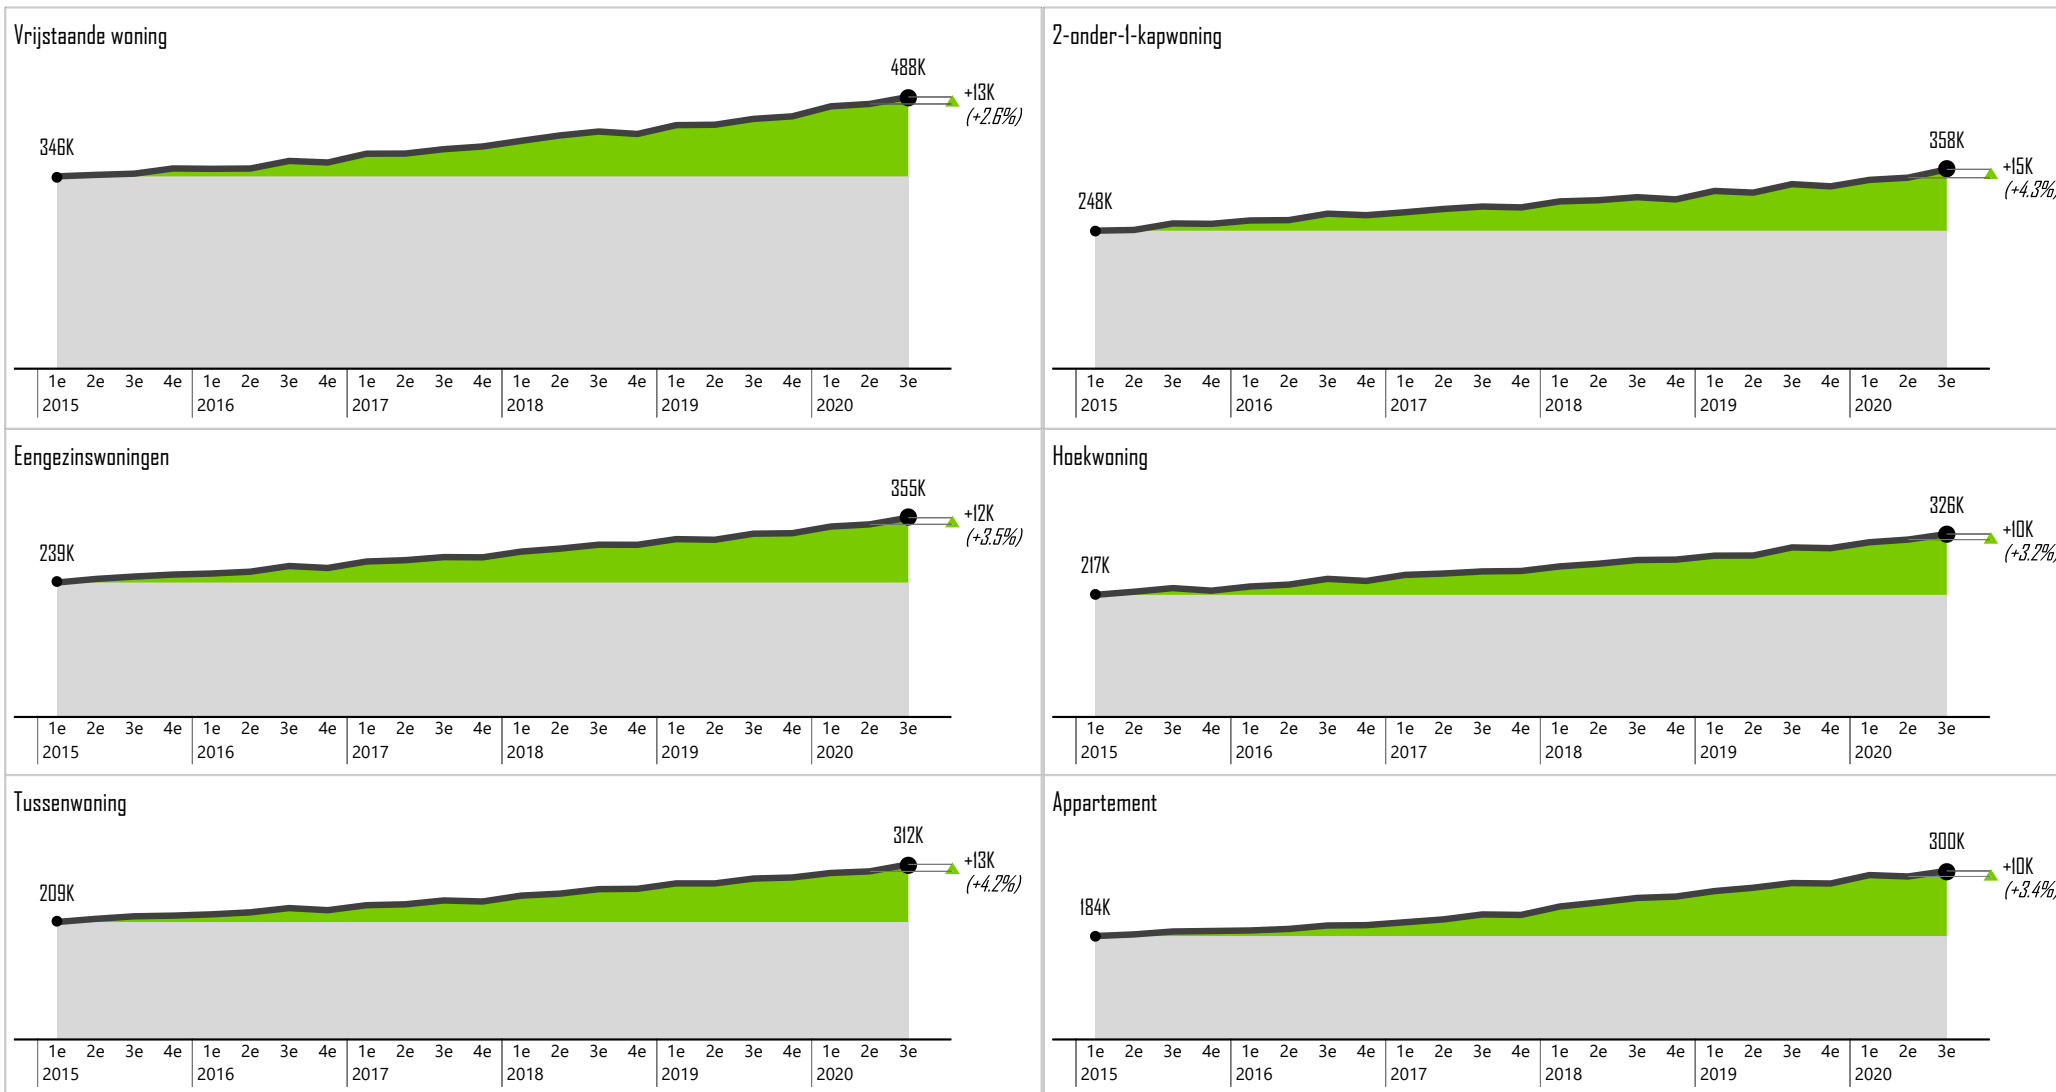 Vrijstaande woning
488K
+13K
(+2.6%)
346K
1e 2e 3e 4e 1e 2e 3e 4e 1e 2e 3e 4e 1e 2e 3e 4e 1e 2e 3e 4e 1e 2e 3e
2015 2016 2017 2018 2019 2020
2-onder-1-kapwoning
358K
+15K
(+4.3%)
248K
1e 2e 3e 4e 1e 2e 3e 4e 1e 2e 3e 4e 1e 2e 3e 4e 1e 2e 3e 4e 1e 2e 3e
2015 2016 2017 2018 2019 2020
Eengezinswoningen
355K
+12K
(+3.5%)
239K
1e 2e 3e 4e 1e 2e 3e 4e 1e 2e 3e 4e 1e 2e 3e 4e 1e 2e 3e 4e 1e 2e 3e
2015 2016 2017 2018 2019 2020
Hoekwoning
326K
+10K
(+3.2%)
217K
1e 2e 3e 4e 1e 2e 3e 4e 1e 2e 3e 4e 1e 2e 3e 4e 1e 2e 3e 4e 1e 2e 3e
2015 2016 2017 2018 2019 2020
Tussenwoning
312K
+13K
(+4.2%)
209K
1e 2e 3e 4e 1e 2e 3e 4e 1e 2e 3e 4e 1e 2e 3e 4e 1e 2e 3e 4e 1e 2e 3e
2015 2016 2017 2018 2019 2020
Appartement
300K
+10K
(+3.4%)
184K
1e 2e 3e 4e 1e 2e 3e 4e 1e 2e 3e 4e 1e 2e 3e 4e 1e 2e 3e 4e 1e 2e 3e
2015 2016 2017 2018 2019 2020